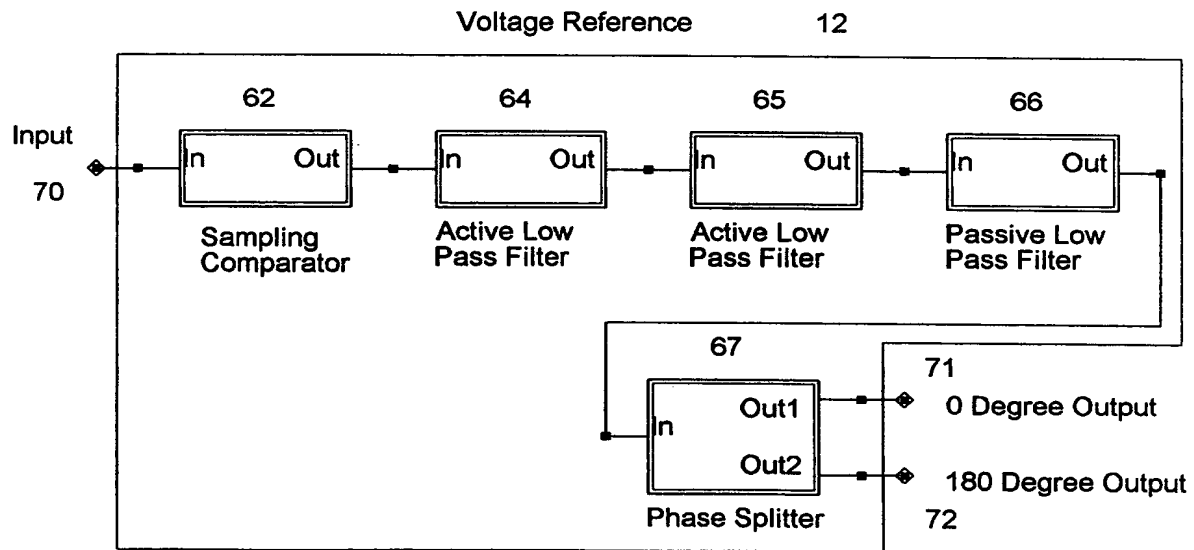 Voltage Reference 12
62 64 65 66
Input
In Out In Out In Out In Out
70
Sampling Comparator
Active Low Pass Filter
Active Low Pass Filter
Passive Low Pass Filter
67
71
Out1
0 Degree Output
In
Out2
180 Degree Output
Phase Splitter
72